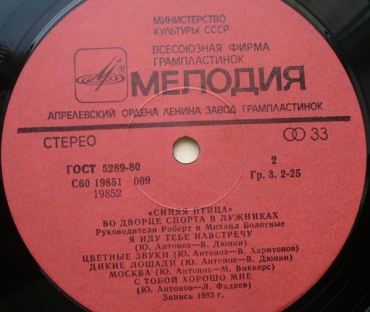 МИНИСТЕРСТВО
КУЛЬТУРЫ СССР
ВСЕСОЮЗНАЯ ФИРМА
ГРАМПЛАСТИНОК
МЕЛОДИЯ
АПРЕЛЕВСКИЙ ОРДЕНА ЛЕНИНА ЗАВОД ГРАМПЛАСТИНОК
СТЕРЕО
33
ГОСТ 5289-80
2
С60 19851 009
Гр. 3. 2-25
19852
«СИНЯЯ ПТИЦА»
ВО ДВОРЦЕ СПОРТА В ЛУЖНИКАХ
Руководители Роберт и Михаил Болотные
Я ИДУ ТЕБЕ НАВСТРЕЧУ
(Ю. Антонов—В. Дюнин)
ЦВЕТНЫЕ ЗВУКИ (Ю. Антонов—В. Харитонов)
ДИКИЕ ЛОШАДИ (Ю. Антонов—В. Дюнин)
МОСКВА (Ю. Антонов—М. Виккерс)
С ТОБОЙ ХОРОШО МНЕ
(Ю. Антонов—Л. Фадеев)
Запись 1983 г.